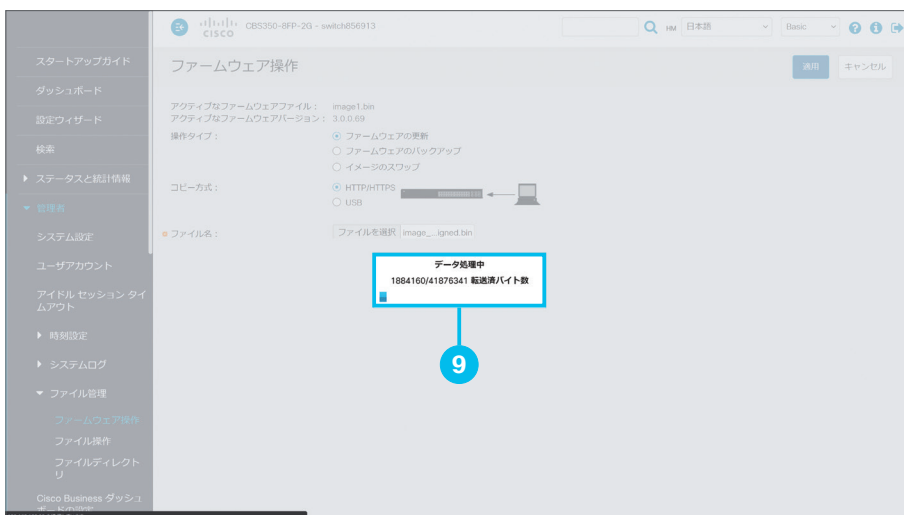 CISCO CBS350-8FP-2G - switch856913
HM 日本語 Basic
スタートアップガイド
ダッシュボード
設定ウィザード
検索
ステータスと統計情報
管理者
システム設定
ユーザアカウント
アイドル セッション タイ
ムアウト
時刻設定
システムログ
ファイル管理
ファームウェア操作
ファイル操作
ファイルディレクト
リ
Cisco Business ダッシュ
ボードの設定
ファームウェア操作
適用 キャンセル
アクティブなファームウェアファイル： image1.bin
アクティブなファームウェアバージョン： 3.0.0.69
操作タイプ： ファームウェアの更新
ファームウェアのバックアップ
イメージのスワップ
コピー方式： HTTP/HTTPS
USB
ファイル名： ファイルを選択 image_...igned.bin
データ処理中
1884160/41876341 転送済バイト数
9